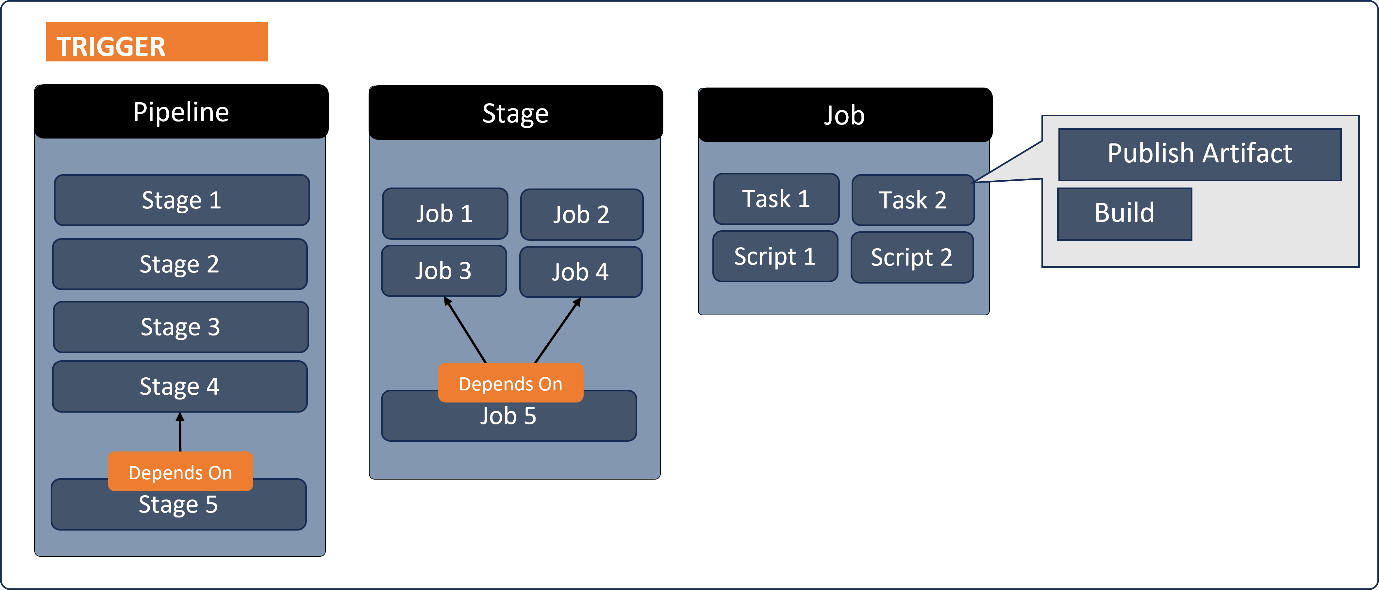 TRIGGER
Pipeline
Stage 1
Stage 2
Stage 3
Stage 4
Depends On
Stage 5
Stage
Job 1
Job 2
Job 3
Job 4
Depends On
Job 5
Job
Task 1
Task 2
Script 1
Script 2
Publish Artifact
Build